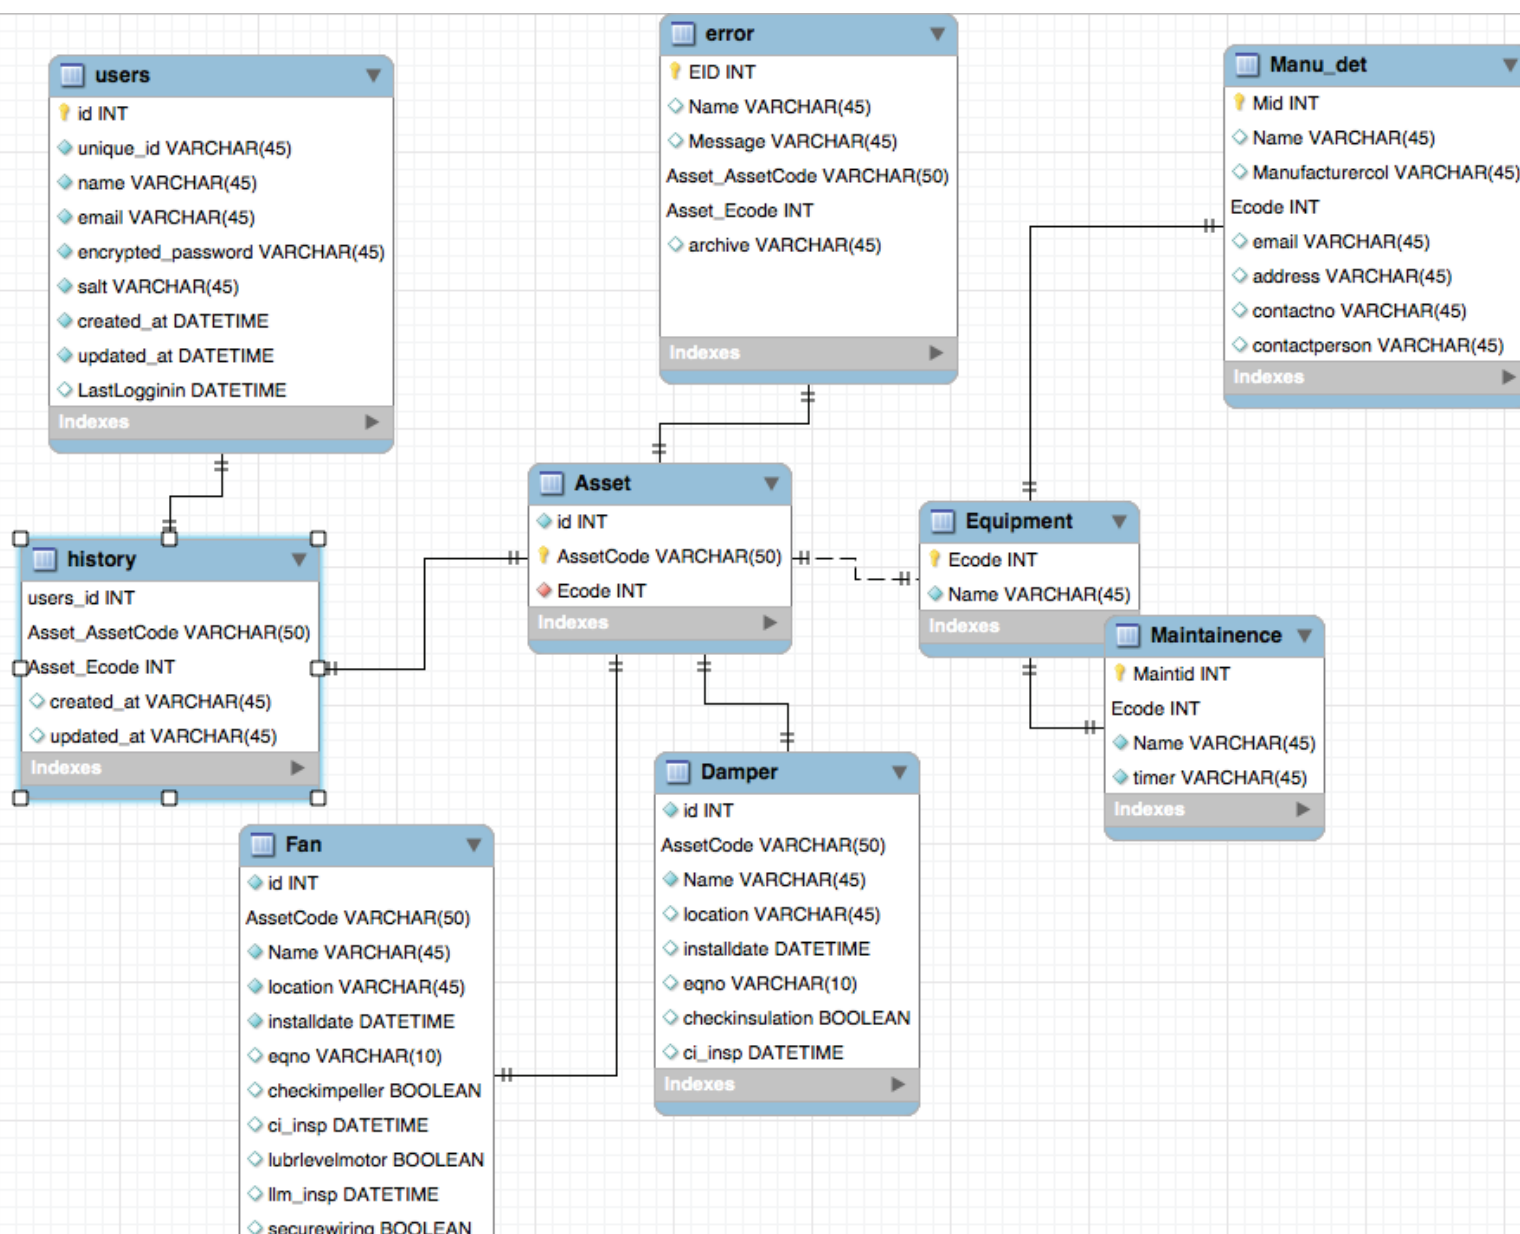 users
id INT
unique_id VARCHAR(45)
name VARCHAR(45)
email VARCHAR(45)
encrypted_password VARCHAR(45)
salt VARCHAR(45)
created_at DATETIME
updated_at DATETIME
LastLogginin DATETIME
Indexes
error
EID INT
Name VARCHAR(45)
Message VARCHAR(45)
Asset_AssetCode VARCHAR(50)
Asset_Ecode INT
archive VARCHAR(45)
Indexes
Manu_det
Mid INT
Name VARCHAR(45)
Manufacturercol VARCHAR(45)
Ecode INT
email VARCHAR(45)
address VARCHAR(45)
contactno VARCHAR(45)
contactperson VARCHAR(45)
Indexes
history
users_id INT
Asset_AssetCode VARCHAR(50)
Asset_Ecode INT
created_at VARCHAR(45)
updated_at VARCHAR(45)
Indexes
Asset
id INT
AssetCode VARCHAR(50)
Ecode INT
Indexes
Equipment
Ecode INT
Name VARCHAR(45)
Indexes
Maintainence
Maintid INT
Ecode INT
Name VARCHAR(45)
timer VARCHAR(45)
Indexes
Fan
id INT
AssetCode VARCHAR(50)
Name VARCHAR(45)
location VARCHAR(45)
installdate DATETIME
eqno VARCHAR(10)
checkimpeller BOOLEAN
ci_insp DATETIME
lubrlevelmotor BOOLEAN
llm_insp DATETIME
securewiring BOOLEAN
Damper
id INT
AssetCode VARCHAR(50)
Name VARCHAR(45)
location VARCHAR(45)
installdate DATETIME
eqno VARCHAR(10)
checkinsulation BOOLEAN
ci_insp DATETIME
Indexes